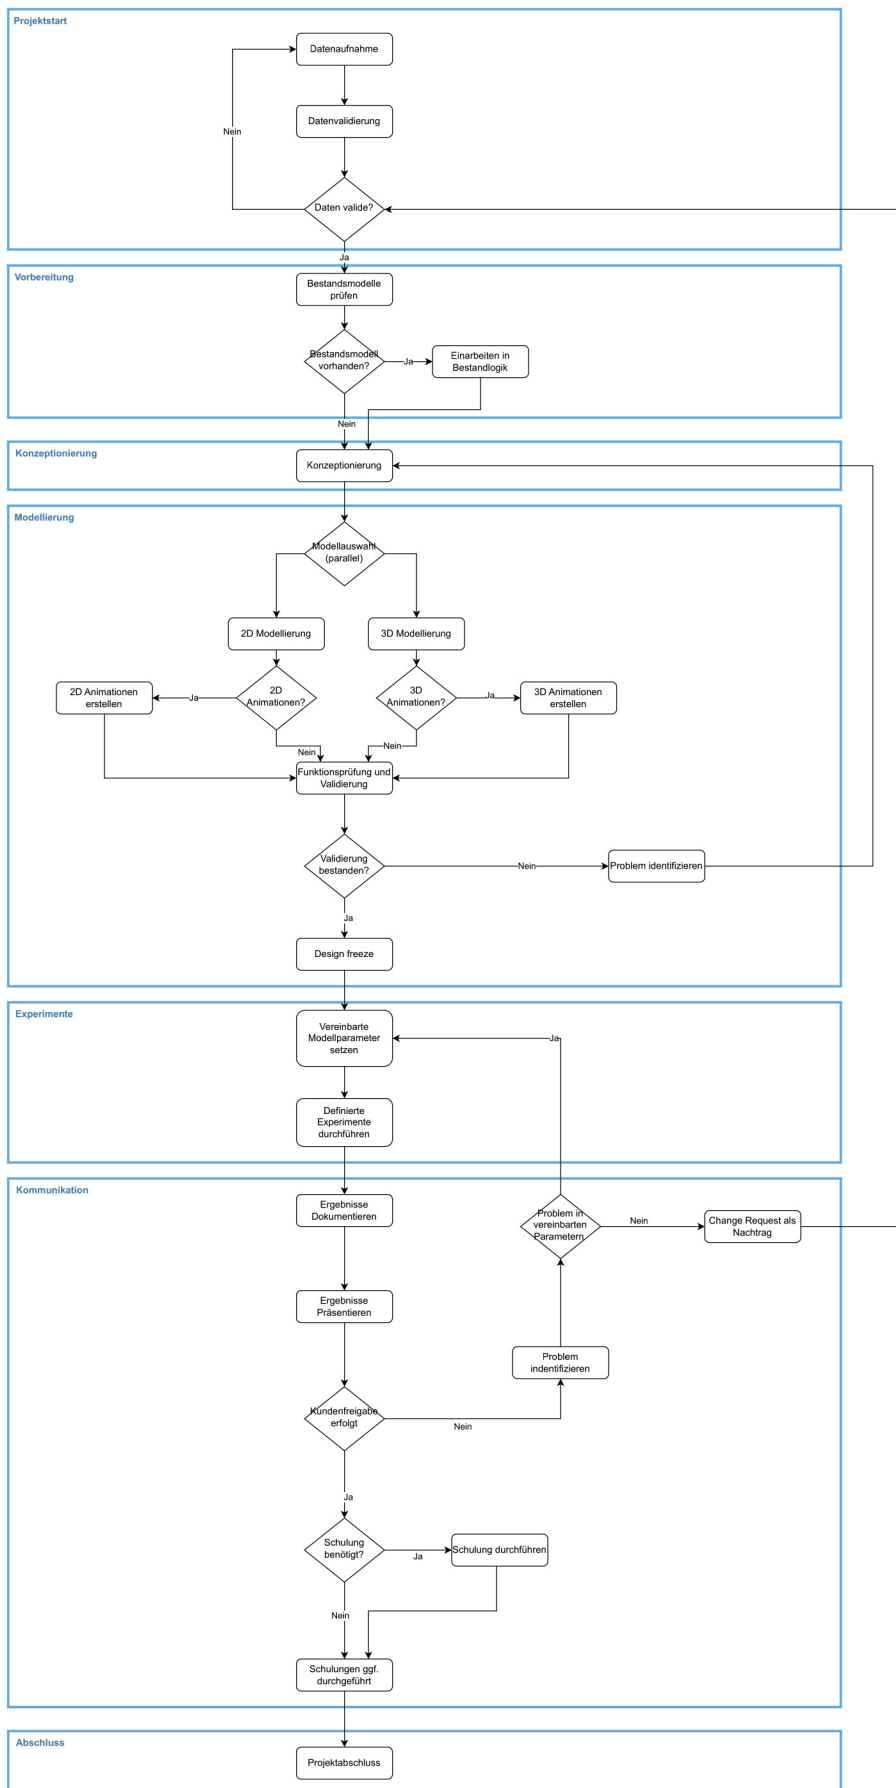 Projektstart
Datenaufnahme
Datenvalidierung
Nein
Daten valide?
Ja
Vorbereitung
Bestandsmodelle
prüfen
Bestandsmodell
vorhanden?
Ja
Einarbeiten in
Bestandlogik
Nein
Konzeptionierung
Konzeptionierung
Modellierung
Modellauswahl
(parallel)
2D Modellierung
3D Modellierung
2D Animationen
erstellen
Ja
2D
Animationen?
3D
Animationen?
Ja
3D Animationen
erstellen
Nein
Nein
Funktionsprüfung und
Validierung
Validierung
bestanden?
Nein
Problem identifizieren
Ja
Design freeze
Experimente
Vereinbarte
Modellparameter
setzen
Ja
Definierte
Experimente
durchführen
Kommunikation
Ergebnisse
Dokumentieren
Problem in
vereinbarten
Parametern
Nein
Change Request als
Nachtrag
Ergebnisse
Präsentieren
Problem
indentifizieren
Kundenfreigabe
erfolgt
Nein
Ja
Schulung
benötigt?
Ja
Schulung durchführen
Nein
Schulungen ggf.
durchgeführt
Abschluss
Projektabschluss